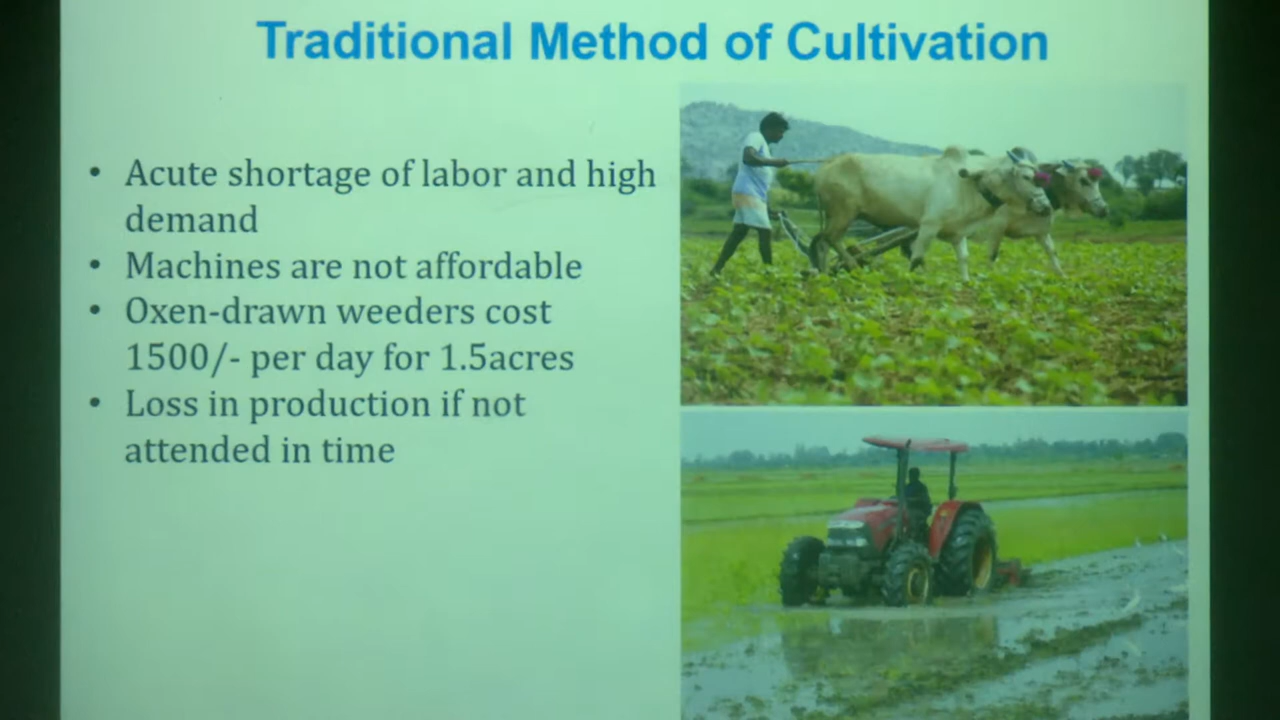 Traditional Method of Cultivation
• Acute shortage of labor and high
demand
• Machines are not affordable
• Oxen-drawn weeders cost
1500/- per day for 1.5acres
• Loss in production if not
attended in time